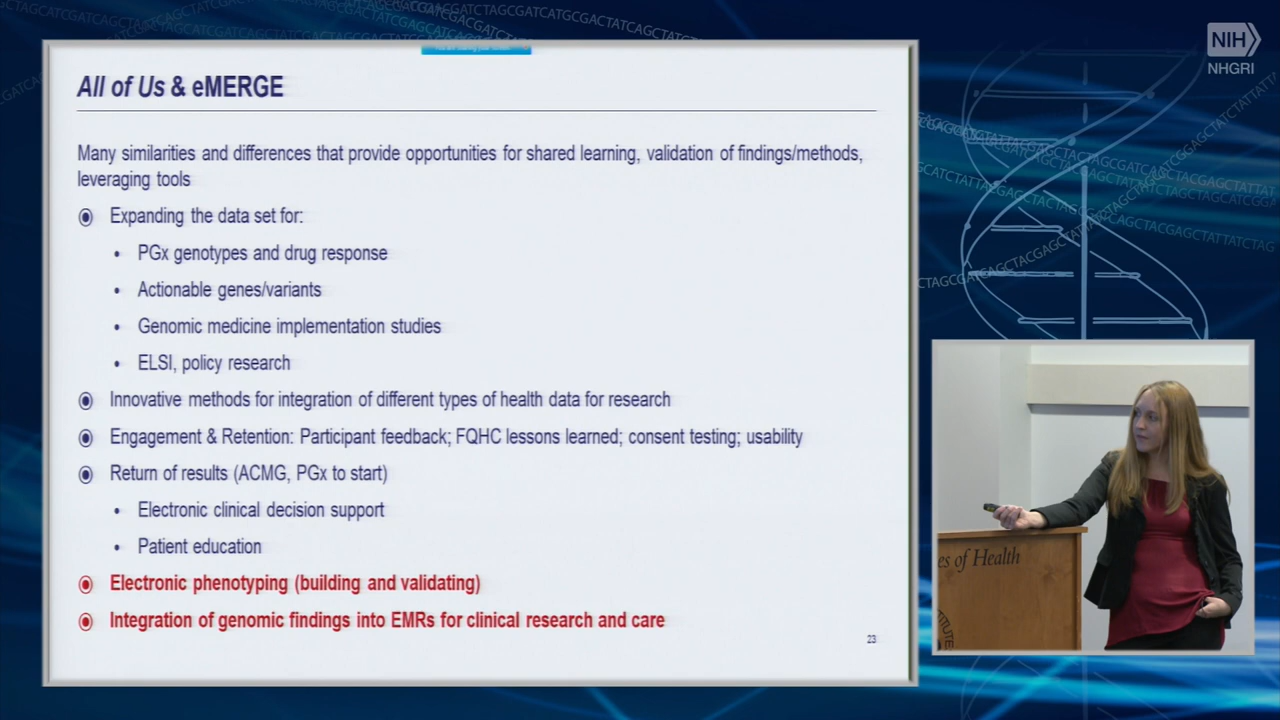 NIH
NHGRI
All of Us & eMERGE
Many similarities and differences that provide opportunities for shared learning, validation of findings/methods,
leveraging tools
Expanding the data set for:
• PGx genotypes and drug response
• Actionable genes/variants
• Genomic medicine implementation studies
• ELSI, policy research
Innovative methods for integration of different types of health data for research
Engagement & Retention: Participant feedback; FQHC lessons learned; consent testing; usability
Return of results (ACMG, PGx to start)
• Electronic clinical decision support
• Patient education
Electronic phenotyping (building and validating)
Integration of genomic findings into EMRs for clinical research and care
23
es of Health